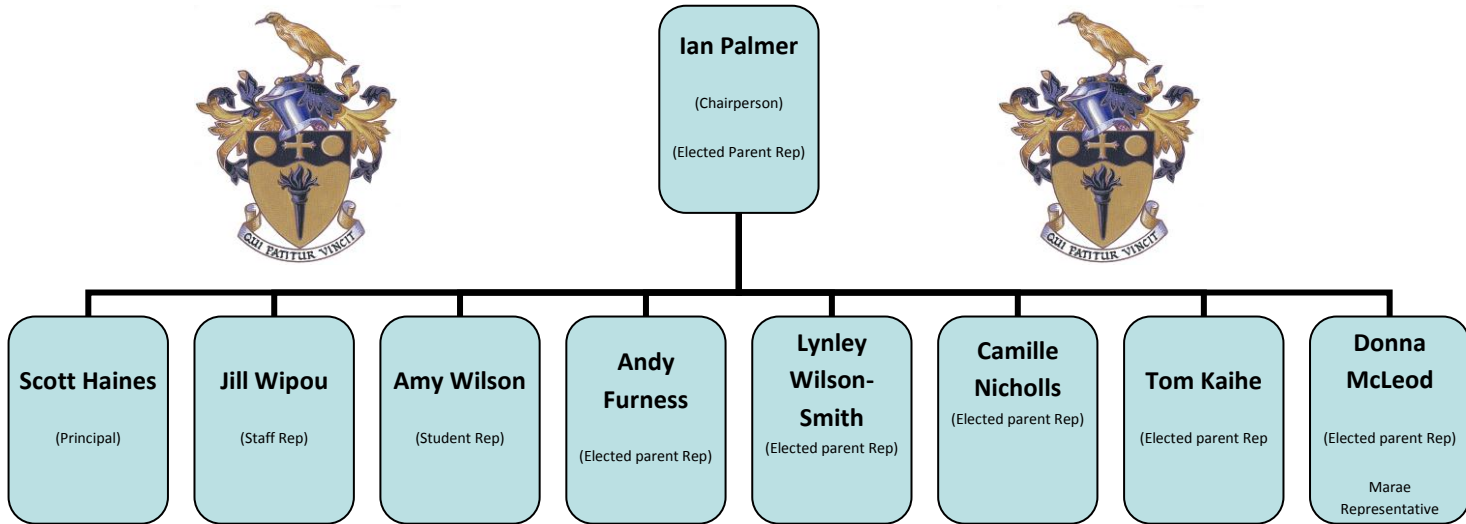 Ian Palmer
(Chairperson)
(Elected Parent Rep)
QUI PATITUR VINCIT
QUI PATITUR VINCIT
Scott Haines
(Principal)
Jill Wipou
(Staff Rep)
Amy Wilson
(Student Rep)
Andy
Furness
(Elected parent Rep)
Lynley
Wilson-
Smith
(Elected parent Rep)
Camille
Nicholls
(Elected parent Rep)
Tom Kaihe
(Elected parent Rep
Donna
McLeod
(Elected parent Rep)
Marae
Representative